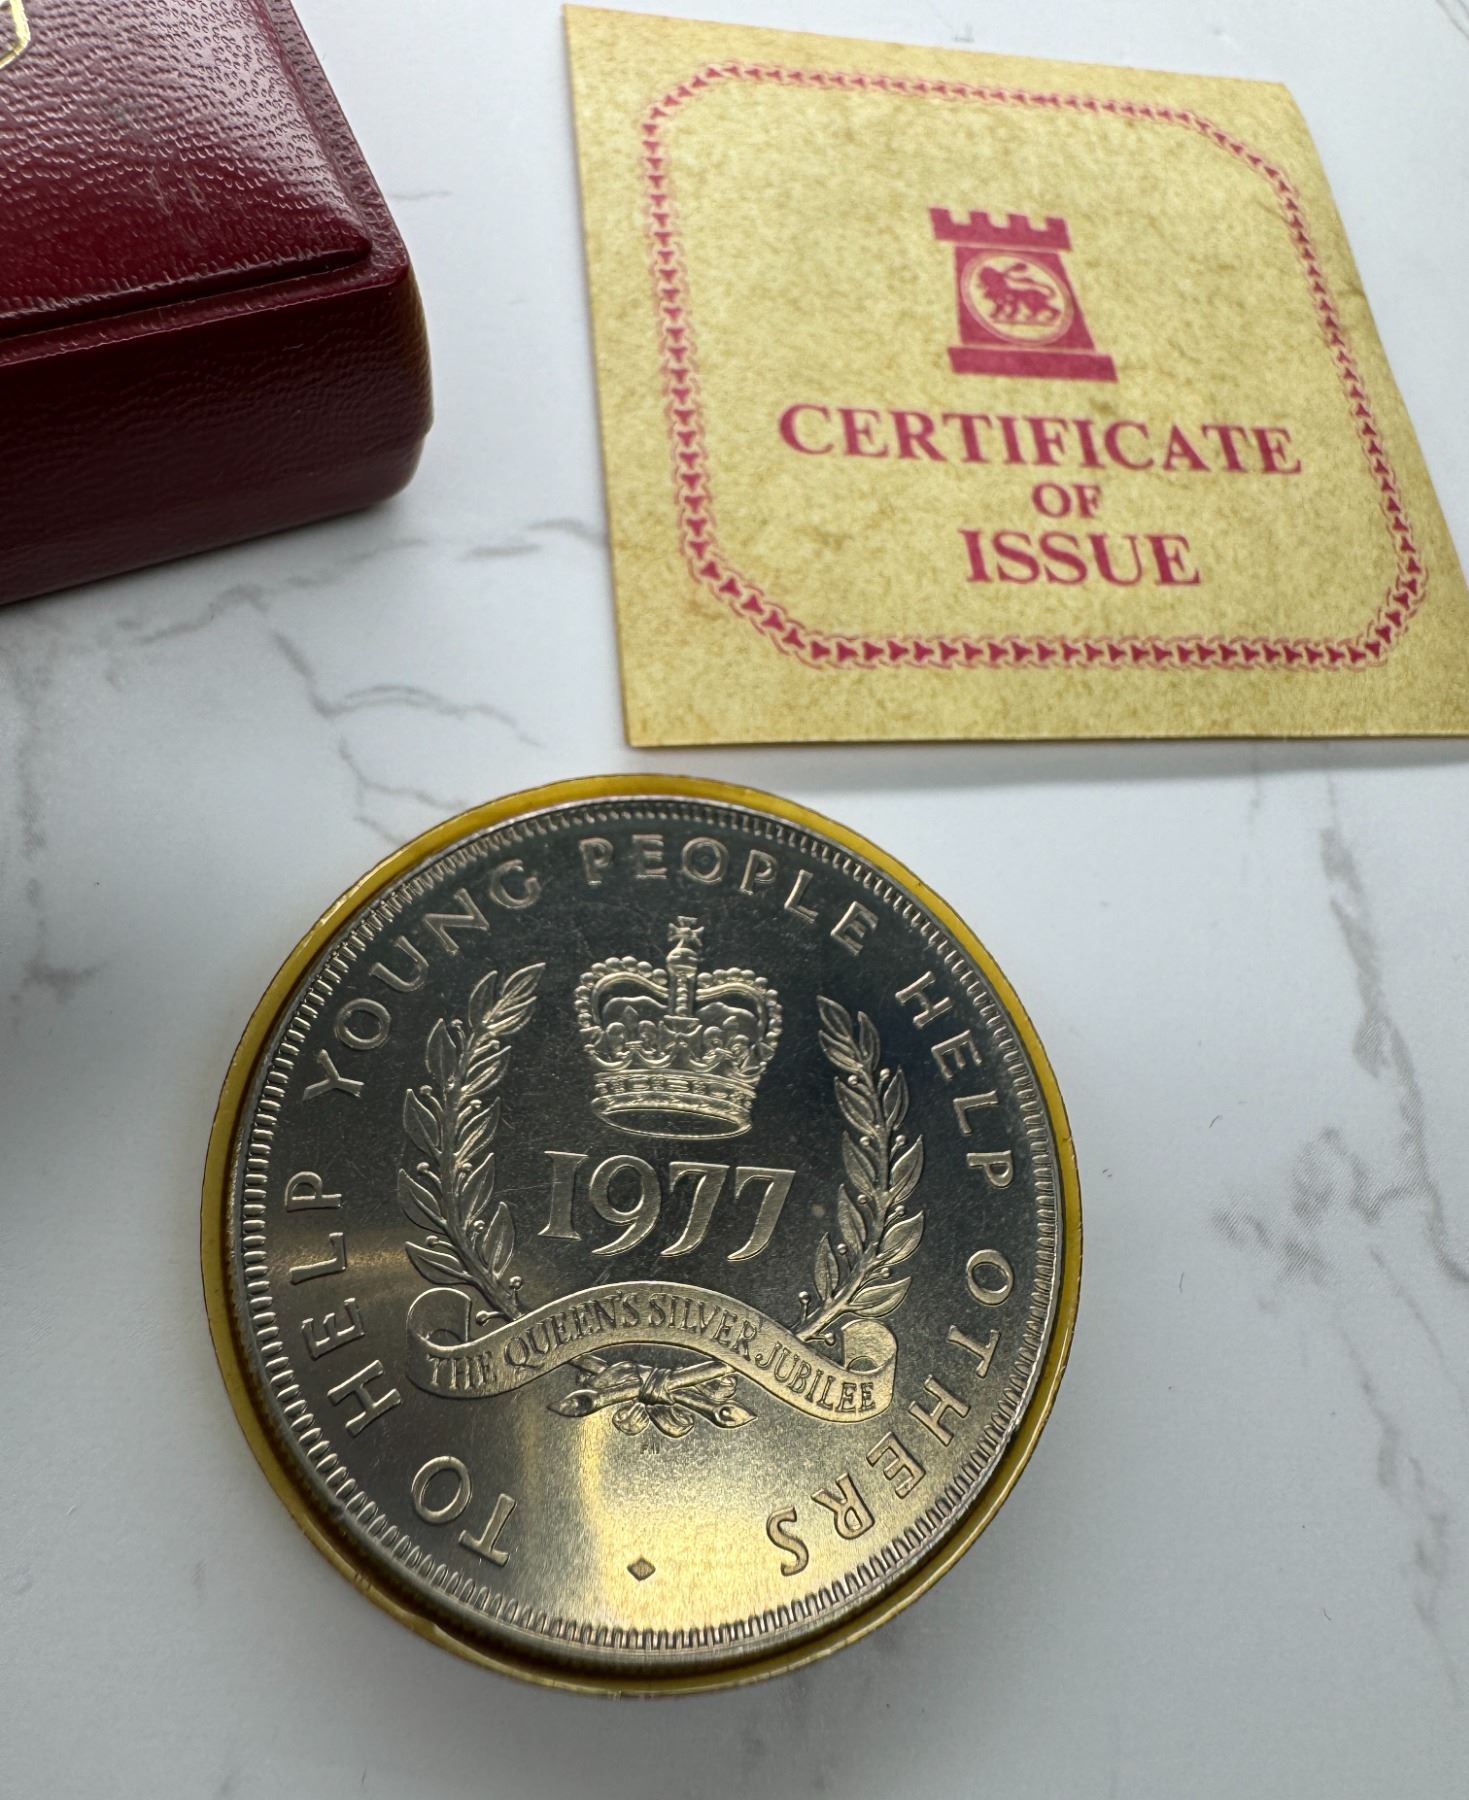 CERTIFICATE
OF
ISSUE
TO HELP YOUNG PEOPLE HELP OTHERS
1977
THE QUEEN'S SILVER JUBILEE